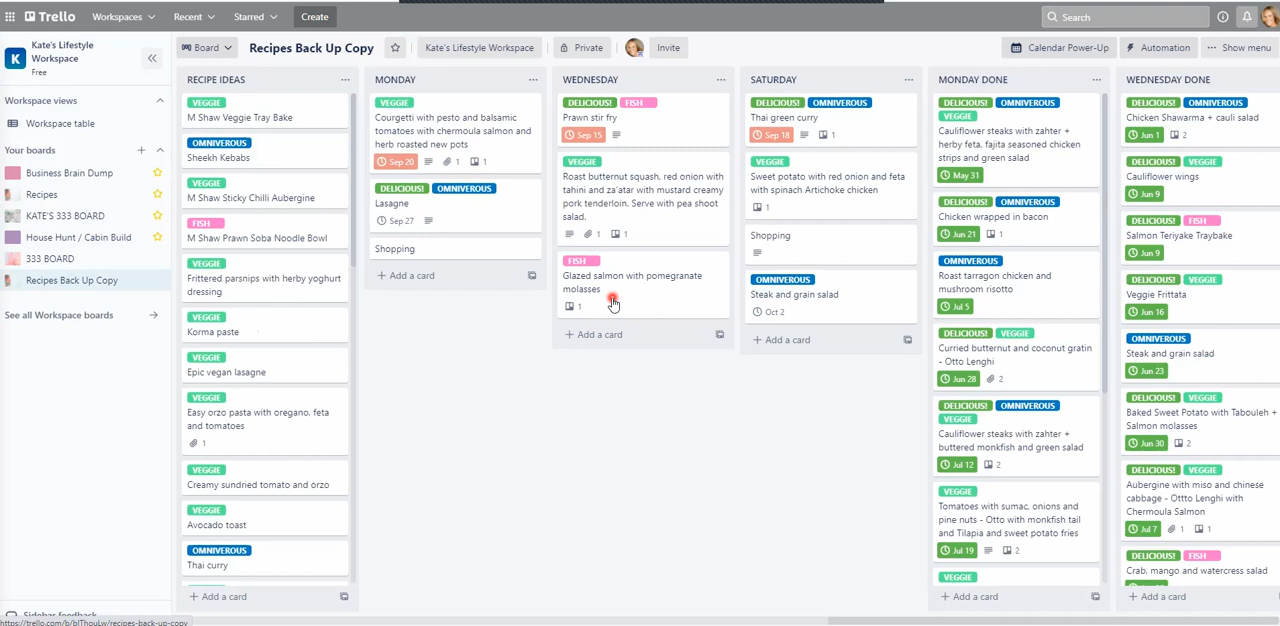 Trello
Workspaces
Recent
Starred
Create
Search
K
Kate's Lifestyle
Workspace
Free
Board
Recipes Back Up Copy
Kate's Lifestyle Workspace
Private
Invite
Calendar Power-Up
Automation
Show menu
Workspace views
Workspace table
Your boards
Business Brain Dump
Recipes
KATE'S 333 BOARD
House Hunt / Cabin Build
333 BOARD
Recipes Back Up Copy
See all Workspace boards
RECIPE IDEAS
VEGGIE
M Shaw Veggie Tray Bake
OMNIVEROUS
Sheekh Kebabs
VEGGIE
M Shaw Sticky Chilli Aubergine
FISH
M Shaw Prawn Soba Noodle Bowl
VEGGIE
Frittered parsnips with herby yoghurt
dressing
VEGGIE
Korma paste
VEGGIE
Epic vegan lasagne
VEGGIE
Easy orzo pasta with oregano, feta
and tomatoes
1
VEGGIE
Creamy sundried tomato and orzo
VEGGIE
Avocado toast
OMNIVEROUS
Thai curry
+ Add a card
MONDAY
VEGGIE
Courgetti with pesto and balsamic
tomatoes with chermoula salmon and
herb roasted new pots
Sep 20 1 1
DELICIOUS! OMNIVEROUS
Lasagne
Sep 27
Shopping
+ Add a card
WEDNESDAY
DELICIOUS! FISH
Prawn stir fry
Sep 15
VEGGIE
Roast butternut squash, red onion with
tahini and za'atar with mustard creamy
pork tenderloin. Serve with pea shoot
salad.
1 1
FISH
Glazed salmon with pomegranate
molasses
1
+ Add a card
SATURDAY
DELICIOUS! OMNIVEROUS
Thai green curry
Sep 18 1
VEGGIE
Sweet potato with red onion and feta
with spinach Artichoke chicken
1
Shopping
OMNIVEROUS
Steak and grain salad
Oct 2
+ Add a card
MONDAY DONE
DELICIOUS! OMNIVEROUS
VEGGIE
Cauliflower steaks with zahter +
herby feta, fajita seasoned chicken
strips and green salad
May 31
DELICIOUS! OMNIVEROUS
Chicken wrapped in bacon
Jun 21 1
OMNIVEROUS
Roast tarragon chicken and
mushroom risotto
Jul 5
DELICIOUS! VEGGIE
Curried butternut and coconut gratin
- Otto Lenghi
Jun 28 2
DELICIOUS! OMNIVEROUS
VEGGIE
Cauliflower steaks with zahter +
buttered monkfish and green salad
Jul 12 2
VEGGIE
Tomatoes with sumac, onions and
pine nuts - Otto with monkfish tail
and Tilapia and sweet potato fries
Jul 19 2
VEGGIE
+ Add a card
WEDNESDAY DONE
DELICIOUS! OMNIVEROUS
Chicken Shawarma + cauli salad
Jun 1 2
DELICIOUS! VEGGIE
Cauliflower wings
Jun 9
DELICIOUS! FISH
Salmon Teriyake Traybake
Jun 9
DELICIOUS! VEGGIE
Veggie Frittata
Jun 16
OMNIVEROUS
Steak and grain salad
Jun 23
DELICIOUS! VEGGIE
Baked Sweet Potato with Tabouleh +
Salmon molasses
Jun 30 2
DELICIOUS! VEGGIE
Aubergine with miso and chinese
cabbage - Ottto Lenghi with
Chermoula Salmon
Jul 7 1 1
DELICIOUS! FISH
Crab, mango and watercress salad
+ Add a card
Sidebar feedback